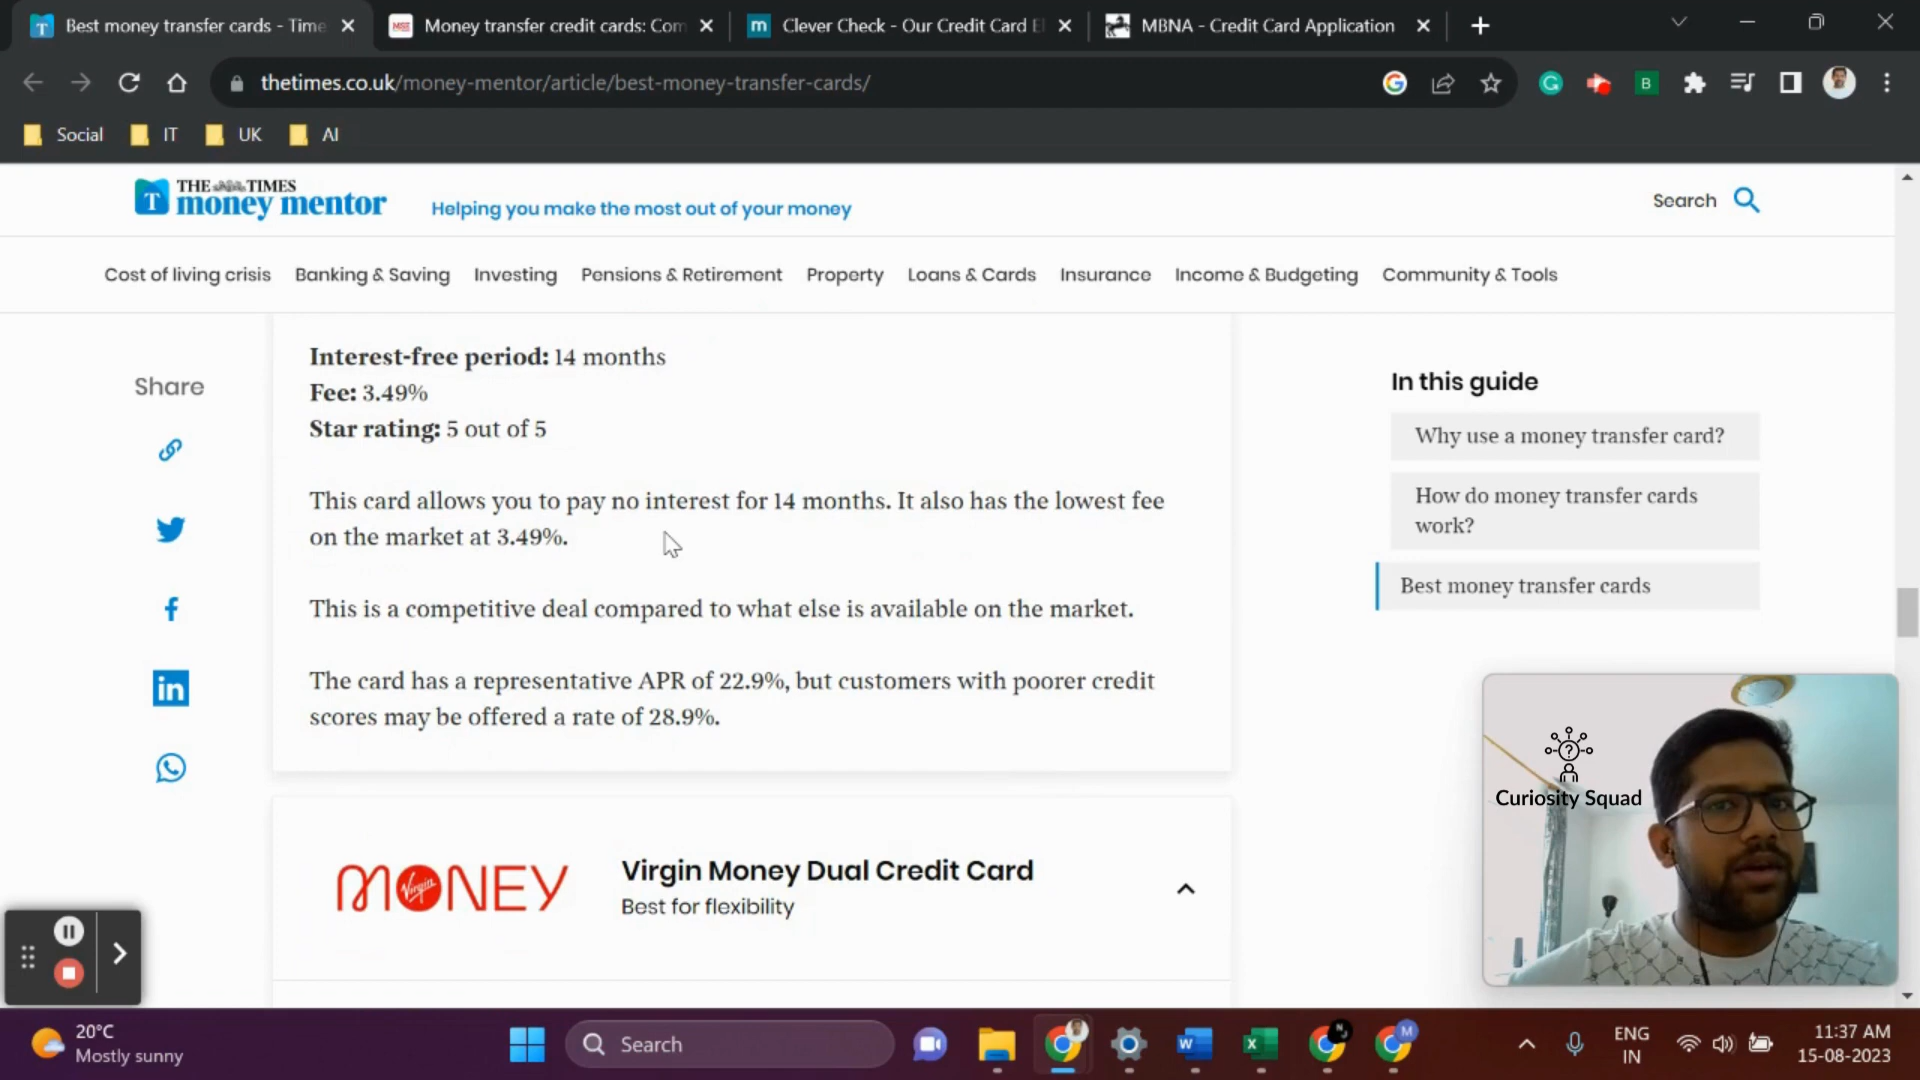 Best money transfer cards - Time
Money transfer credit cards: Com
Clever Check - Our Credit Card El
MBNA - Credit Card Application
thetimes.co.uk/money-mentor/article/best-money-transfer-cards/
Social
IT
UK
AI
THE TIMES
money mentor
Helping you make the most out of your money
Search
Cost of living crisis
Banking & Saving
Investing
Pensions & Retirement
Property
Loans & Cards
Insurance
Income & Budgeting
Community & Tools
Share
Interest-free period: 14 months
Fee: 3.49%
Star rating: 5 out of 5
This card allows you to pay no interest for 14 months. It also has the lowest fee
on the market at 3.49%.
This is a competitive deal compared to what else is available on the market.
The card has a representative APR of 22.9%, but customers with poorer credit
scores may be offered a rate of 28.9%.
In this guide
Why use a money transfer card?
How do money transfer cards
work?
Best money transfer cards
Curiosity Squad
Virgin MONEY
Virgin Money Dual Credit Card
Best for flexibility
20°C
Mostly sunny
Search
ENG
IN
11:37 AM
15-08-2023